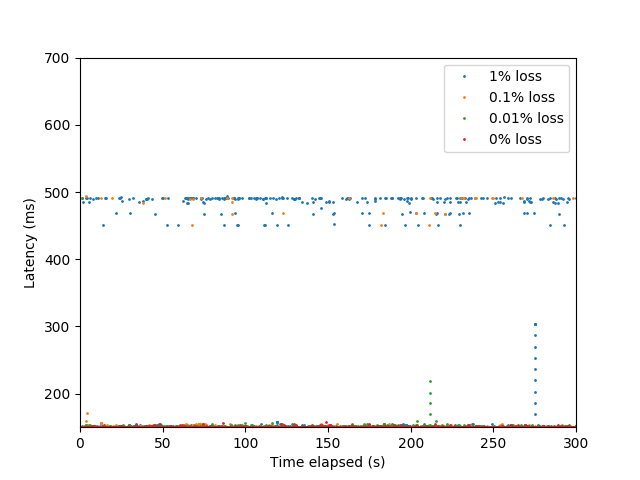 700
600
500
400
300
200
Latency (ms)
1% loss
0.1% loss
0.01% loss
0% loss
0 50 100 150 200 250 300
Time elapsed (s)